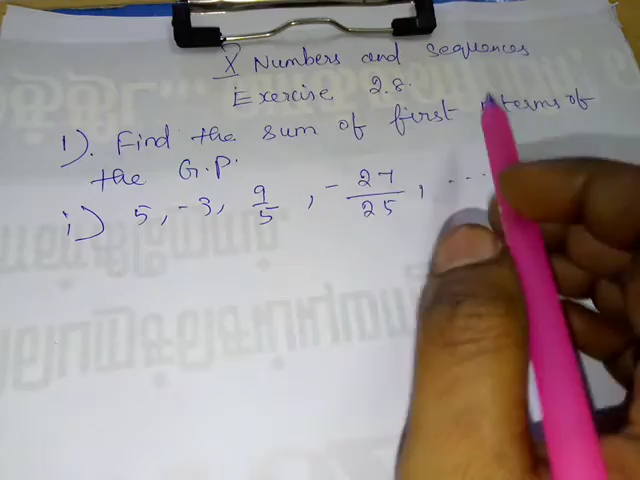 X Numbers and Sequences
Exercise 2.8.
1). Find the sum of first n terms of
the G.P.
i) 5, -3, 9/5, - 27/25, ....